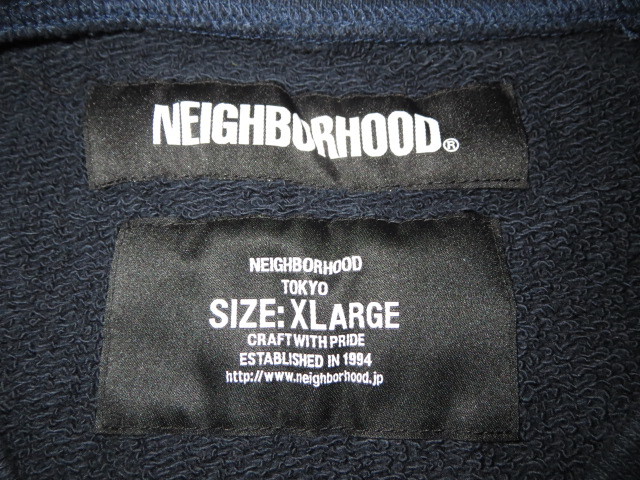 NEIGHBORHOOD®
NEIGHBORHOOD
TOKYO
SIZE: XLARGE
CRAFT WITH PRIDE
ESTABLISHED IN 1994
http://www.neighborhood.jp